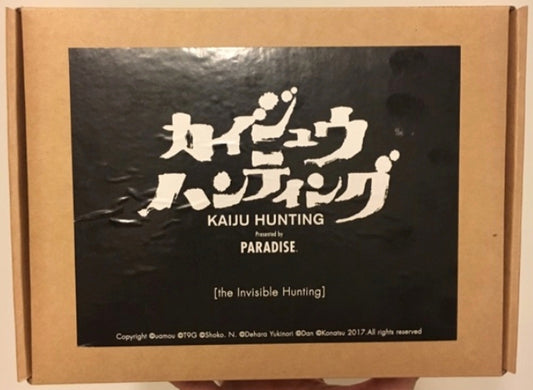 カイジュウ
ハンティング
KAIJU HUNTING
Presented by
PARADISE.
[the Invisible Hunting]
Copyright ©uamou ©T9G ©Shoko. N. ©Dehara Yukinori ©Dan ©Konatsu 2017.All rights reserved